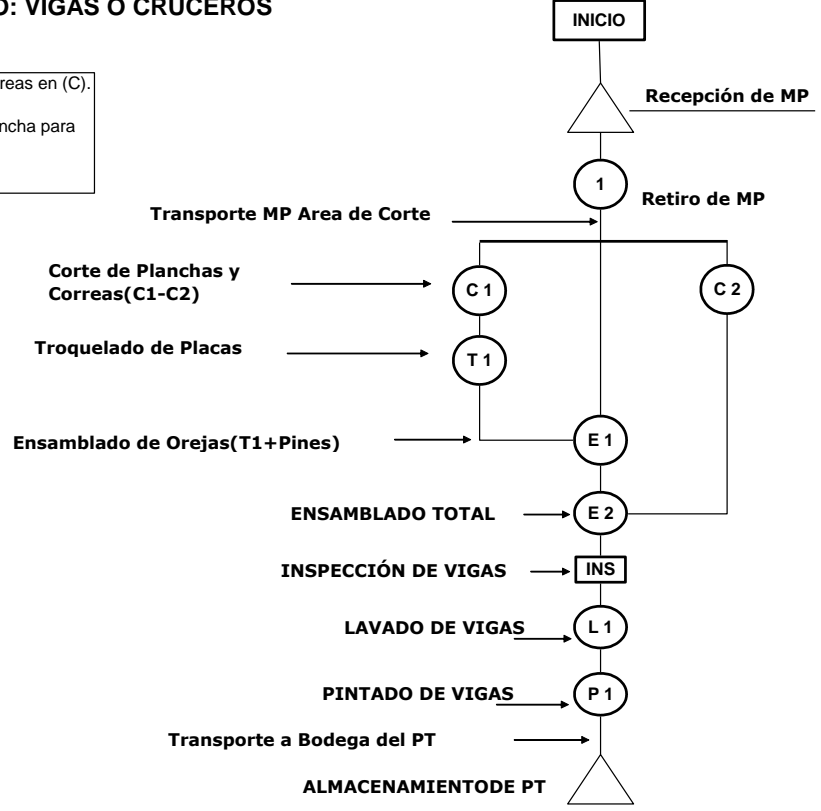 O: VIGAS O CRUCEROS
INICIO
reas en (C).
ncha para
Recepción de MP
1
Retiro de MP
Transporte MP Area de Corte
Corte de Planchas y
Correas(C1-C2)
C 1
C 2
Troquelado de Placas
T 1
Ensamblado de Orejas(T1+Pines)
E 1
ENSAMBLADO TOTAL
E 2
INSPECCIÓN DE VIGAS
INS
LAVADO DE VIGAS
L 1
PINTADO DE VIGAS
P 1
Transporte a Bodega del PT
ALMACENAMIENTODE PT